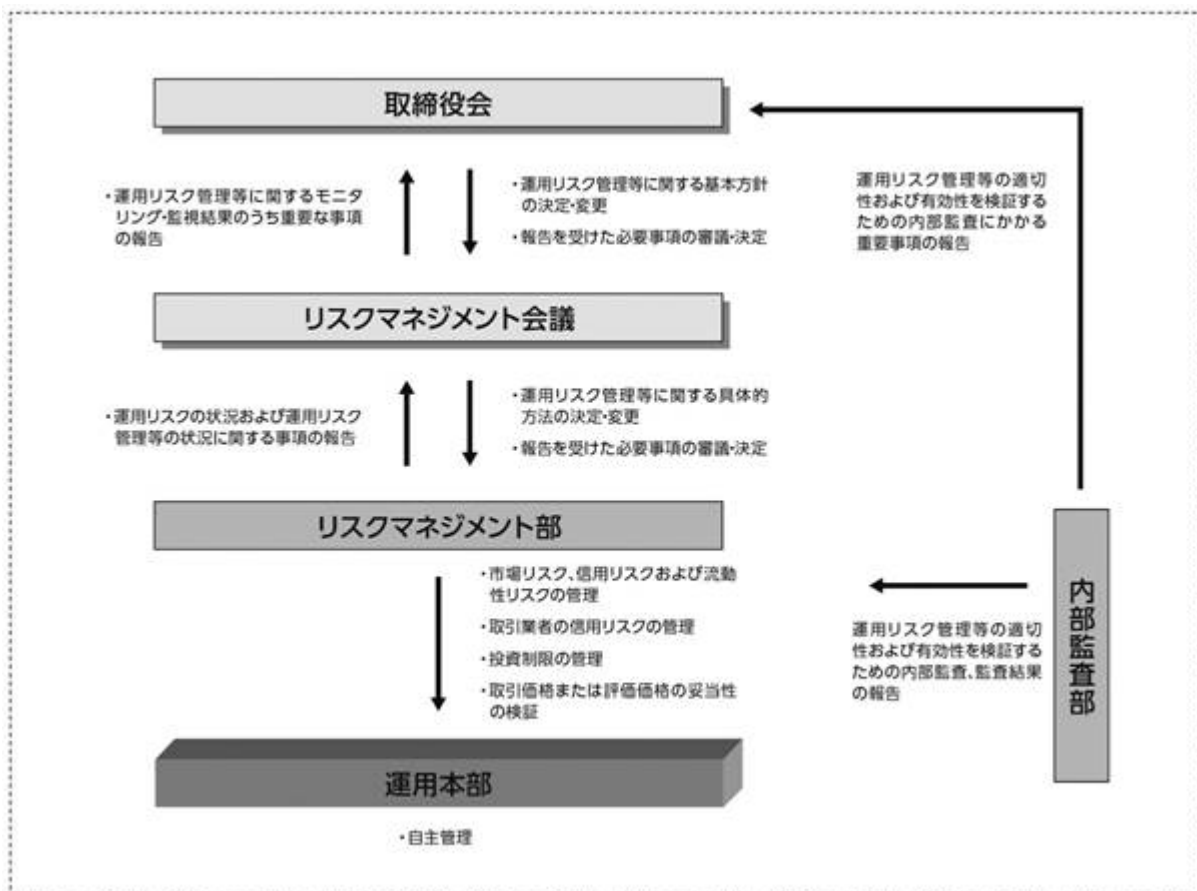 取締役会
・運用リスク管理等に関するモニタ
リング・監視結果のうち重要な事項
の報告
・運用リスク管理等に関する基本方針
の決定・変更
・報告を受けた必要事項の審議・決定
運用リスク管理等の適切
性および有効性を検証す
るための内部監査にかかる
重要事項の報告
リスクマネジメント会議
・運用リスクの状況および運用リスク
管理等の状況に関する事項の報告
・運用リスク管理等に関する具体的
方法の決定・変更
・報告を受けた必要事項の審議・決定
リスクマネジメント部
・市場リスク、信用リスクおよび流動
性リスクの管理
・取引業者の信用リスクの管理
・投資制限の管理
・取引価格または評価価格の妥当性
の検証
運用リスク管理等の適切
性および有効性を検証する
ための内部監査、監査結果
の報告
内部監査部
運用本部
・自主管理